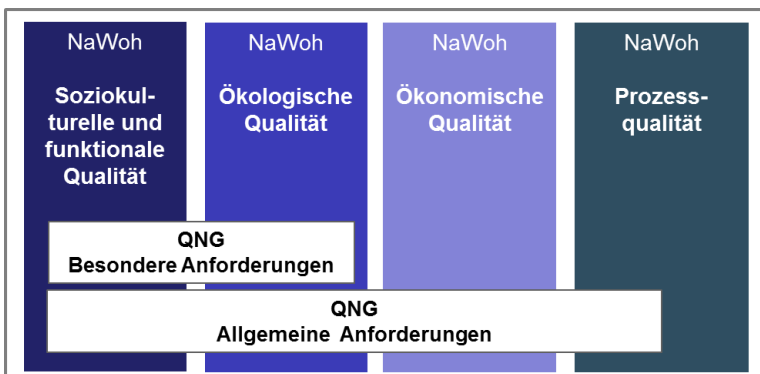 NaWoh
Soziokul-
turelle und
funktionale
Qualität
NaWoh
Ökologische
Qualität
NaWoh
Ökonomische
Qualität
NaWoh
Prozess-
qualität
QNG
Besondere Anforderungen
QNG
Allgemeine Anforderungen